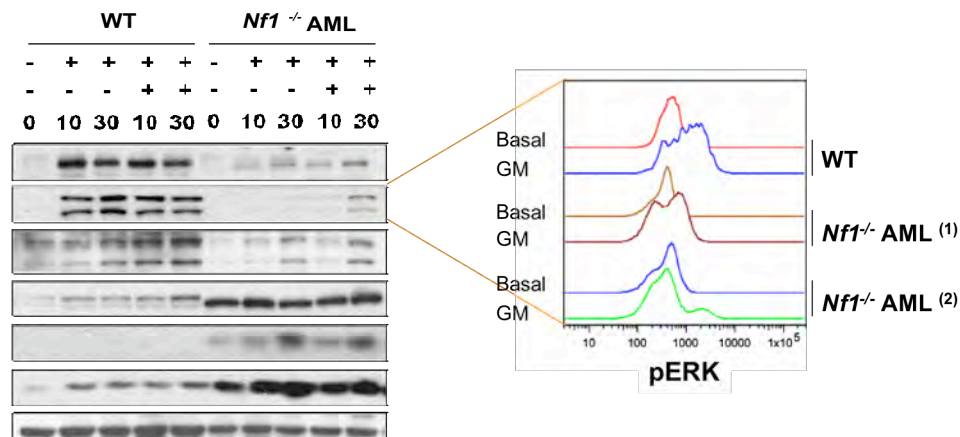 WT Nf1 -/- AML
- + + + + - + + + +
- - - + + - - - + +
0 10 30 10 30 0 10 30 10 30
Basal
GM
WT
Basal
GM
Nf1-/- AML (1)
Basal
GM
Nf1-/- AML (2)
10 100 1000 10000 1x10^5
pERK